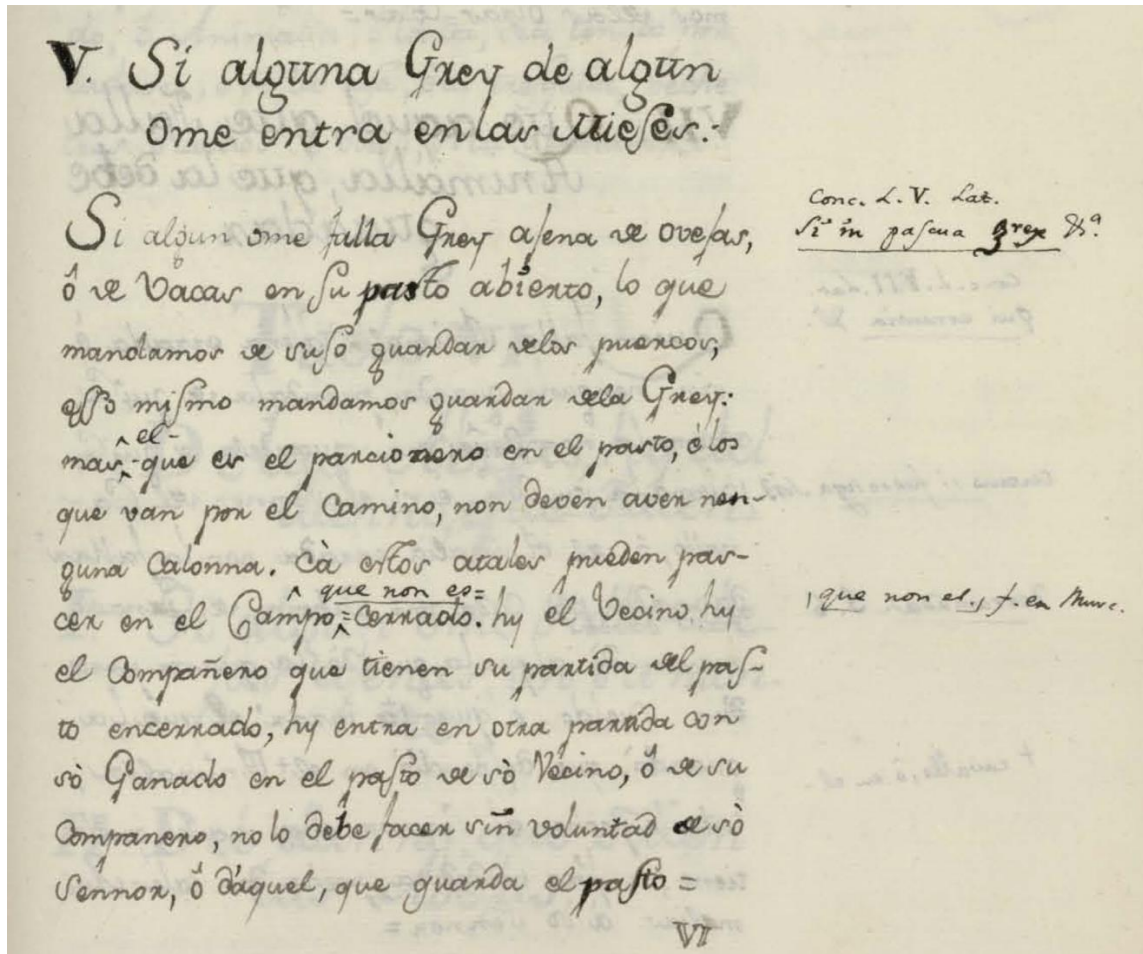 V. Si alguna Grey de algun
ome entra en las Mieses.-
Si algun ome falla Grey ajena de ovejas,
ô de Vacas en su pasto abierto, lo que
mandamos de suso guardar delos puercos,
esso mismo mandamos guardar dela Grey:
^ el-
mas,-que es el parcionero en el pasto, è los
que van por el Camino, non deven aver nen-
guna Calonna. Cà estos atales pueden pas-
^ que non es=
cer en el Campo=cerrado. hy el Vecino hy
el Compañero que tienen su partida del pas-
to encerrado, hy entra en otra partida con
sò Ganado en el pasto de sò Vecino, ô de su
Companero, no lo debe facer sin voluntad de sò
Sennor, ô dàquel, que guarda el pasto=
VI
Conc. L. V. Lat.
Si in pascua grex &ª.
, que non es., f. en Murc.